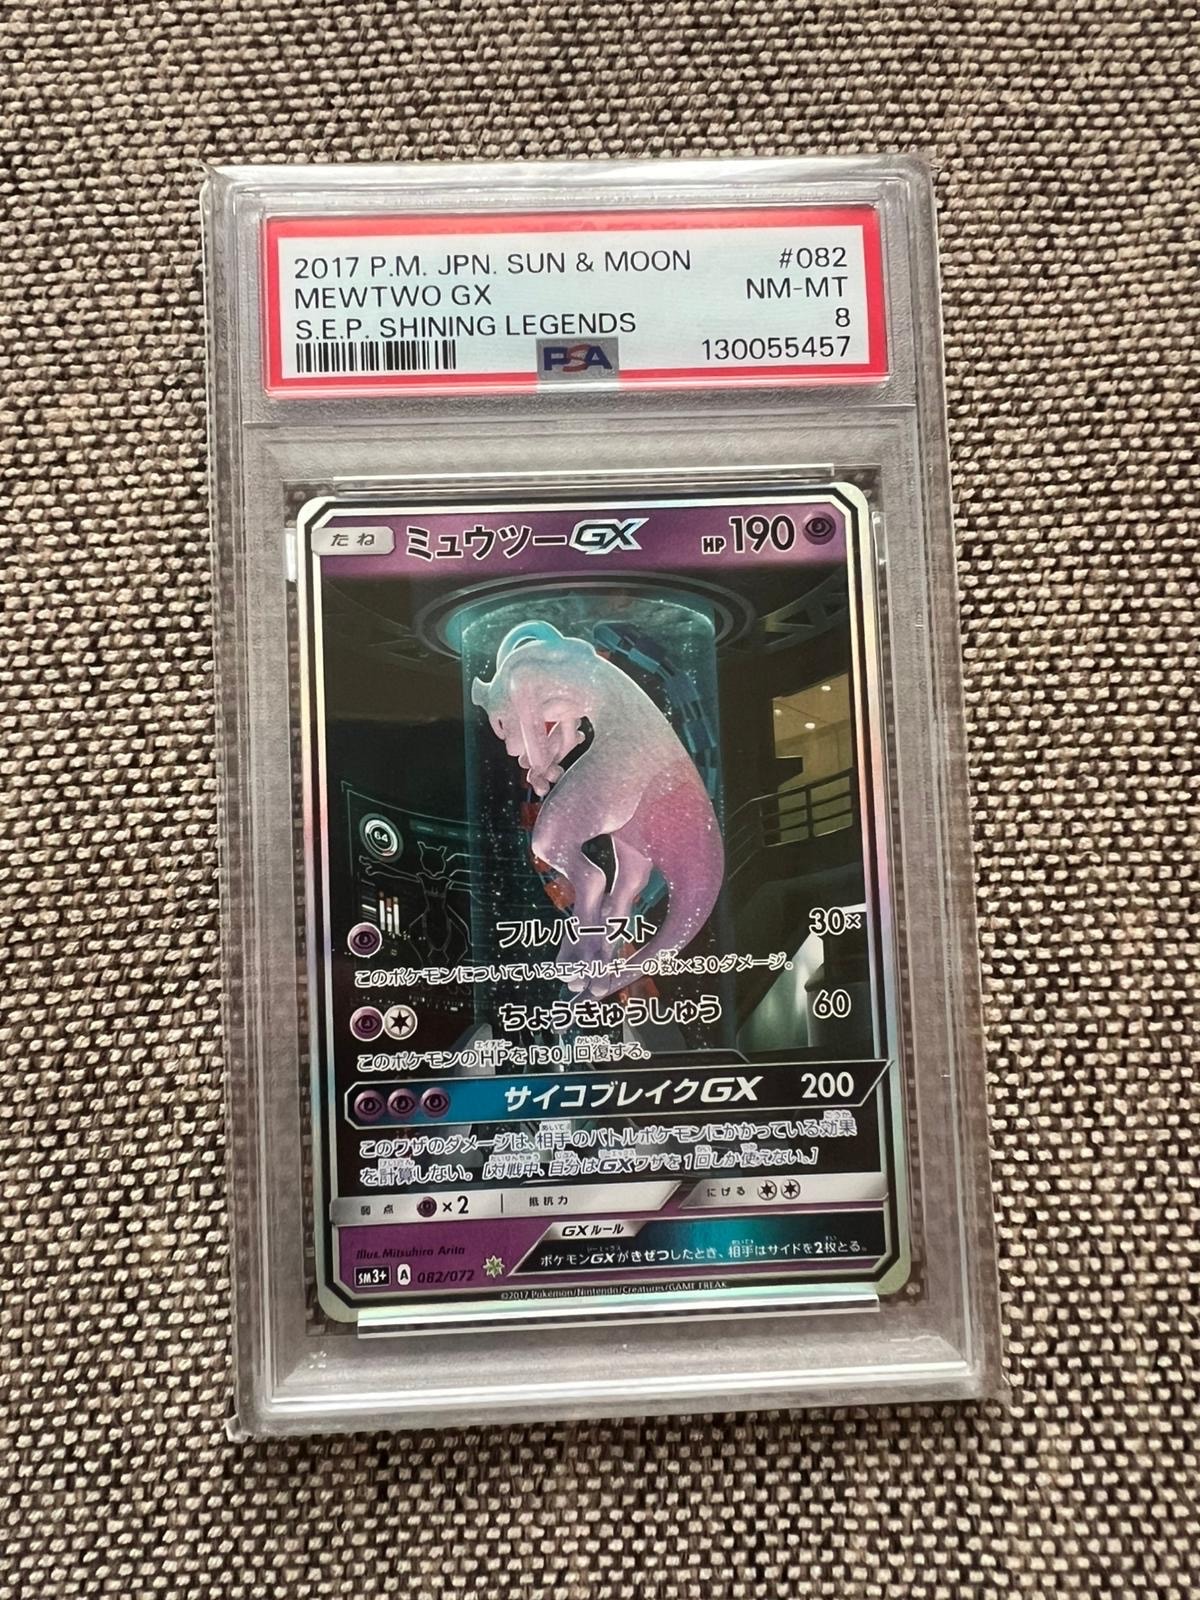 2017 P.M. JPN. SUN & MOON #082
MEWTWO GX NM-MT
S.E.P. SHINING LEGENDS 8
PSA 130055457
たね ミュウツーGX HP 190
64
フルバースト 30×
このポケモンについているエネルギーの数×30ダメージ。
ちょうきゅうしゅう 60
このポケモンのHPを「30」回復する。
サイコブレイクGX 200
このワザのダメージは、相手のバトルポケモンにかかっている効果
を計算しない。[対戦中、自分はGXワザを1回しか使えない。]
弱点 ×2 抵抗力 にげる
GXルール
ポケモンGXがきぜつしたとき、相手はサイドを2枚とる。
Illus. Mitsuhiro Arita
SM3+ A 082/072
©2017 Pokémon/Nintendo/Creatures/GAME FREAK